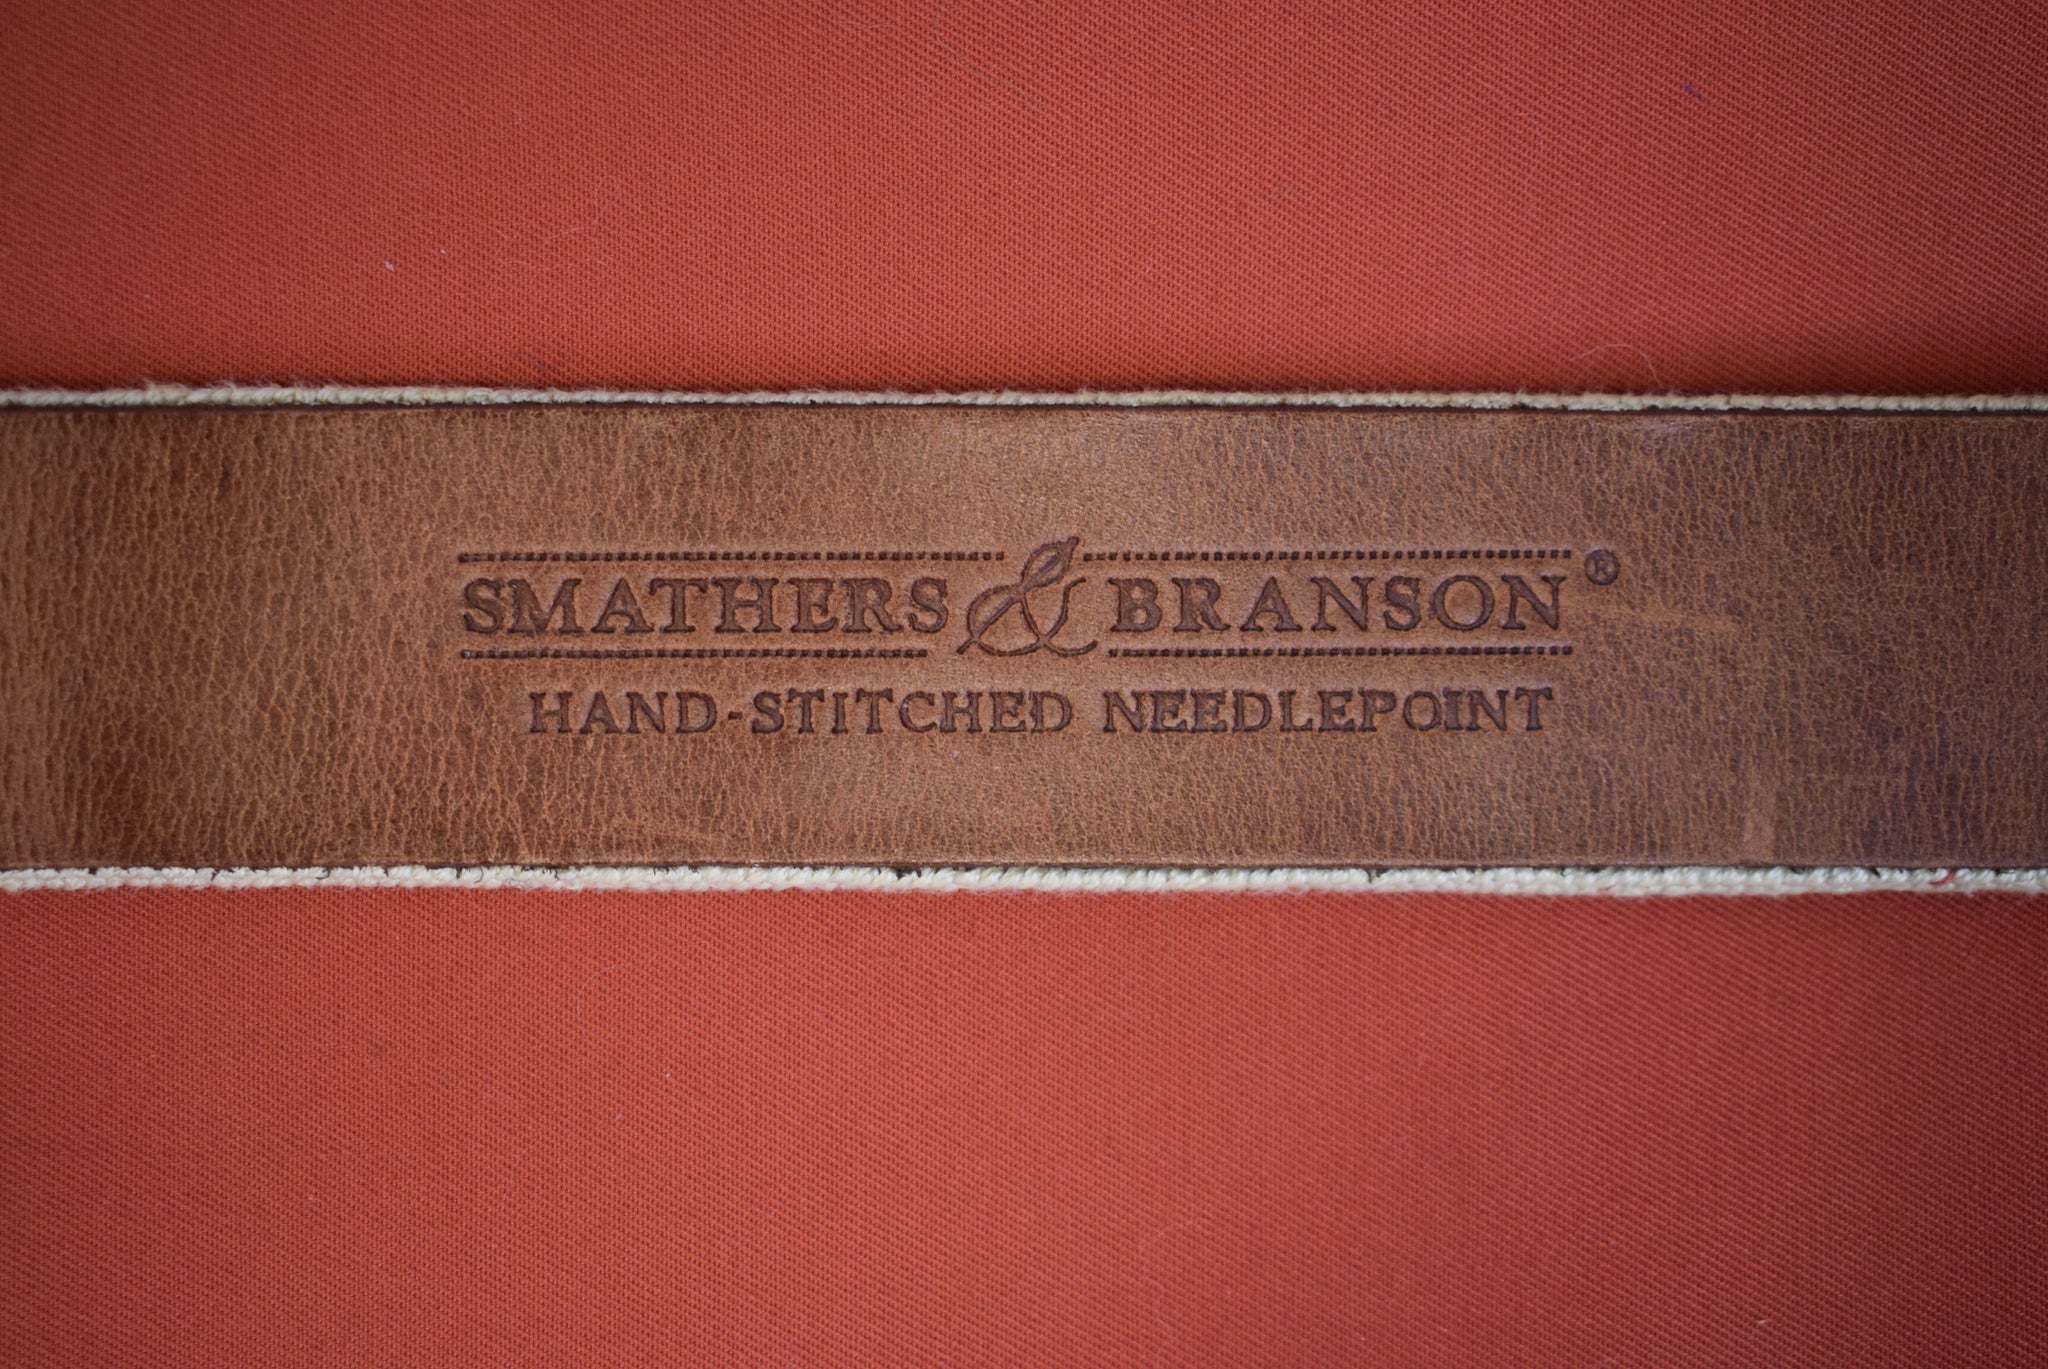 SMATHERS & BRANSON®
HAND-STITCHED NEEDLEPOINT